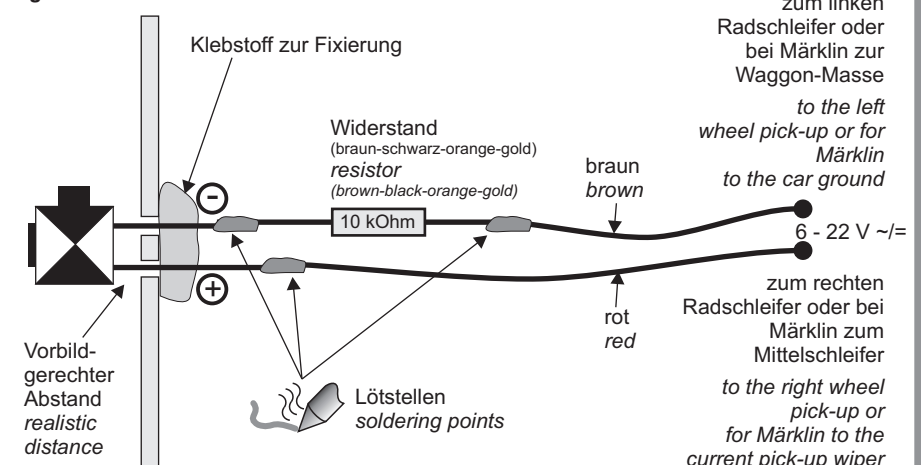 zum linken
Radschleifer oder
bei Märklin zur
Waggon-Masse
to the left
wheel pick-up or for
Märklin
to the car ground
Klebstoff zur Fixierung
Widerstand
(braun-schwarz-orange-gold)
resistor
(brown-black-orange-gold)
braun
brown
-
10 kOhm
6 - 22 V ~/=
+
rot
red
zum rechten
Radschleifer oder bei
Märklin zum
Mittelschleifer
to the right wheel
pick-up or
for Märklin to the
current pick-up wiper
Vorbild-
gerechter
Abstand
realistic
distance
Lötstellen
soldering points